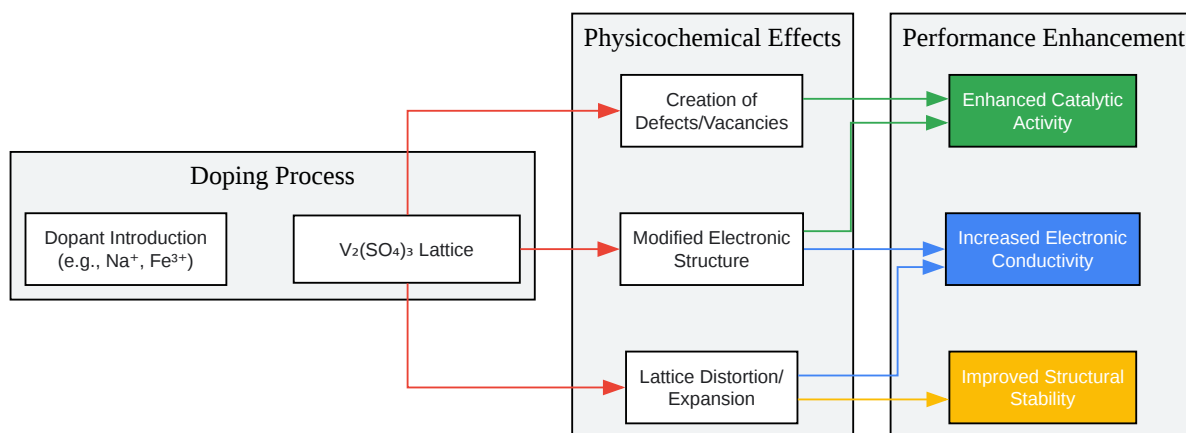 Doping Process
Dopant Introduction
(e.g., Na⁺, Fe³⁺)
V₂(SO₄)₃ Lattice
Physicochemical Effects
Creation of
Defects/Vacancies
Modified Electronic
Structure
Lattice Distortion/
Expansion
Performance Enhancement
Enhanced Catalytic
Activity
Increased Electronic
Conductivity
Improved Structural
Stability